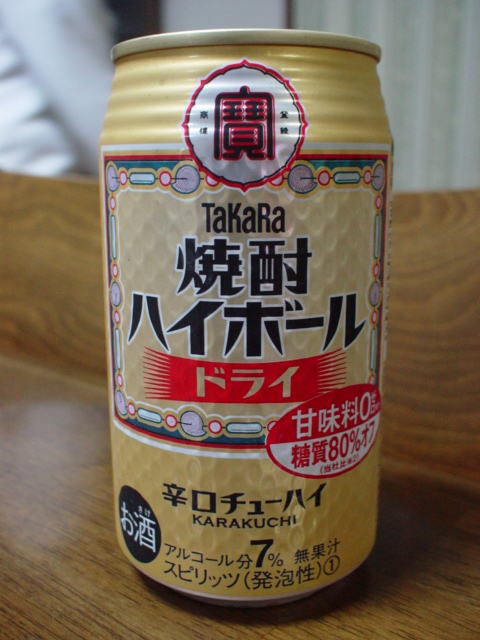 寶
TaKaRa
焼酎
ハイボール
ドライ
甘味料0
糖質80%オフ
辛口チューハイ
KARAKUCHI
さけ
お酒
アルコール分7% 無果汁
スピリッツ(発泡性)①